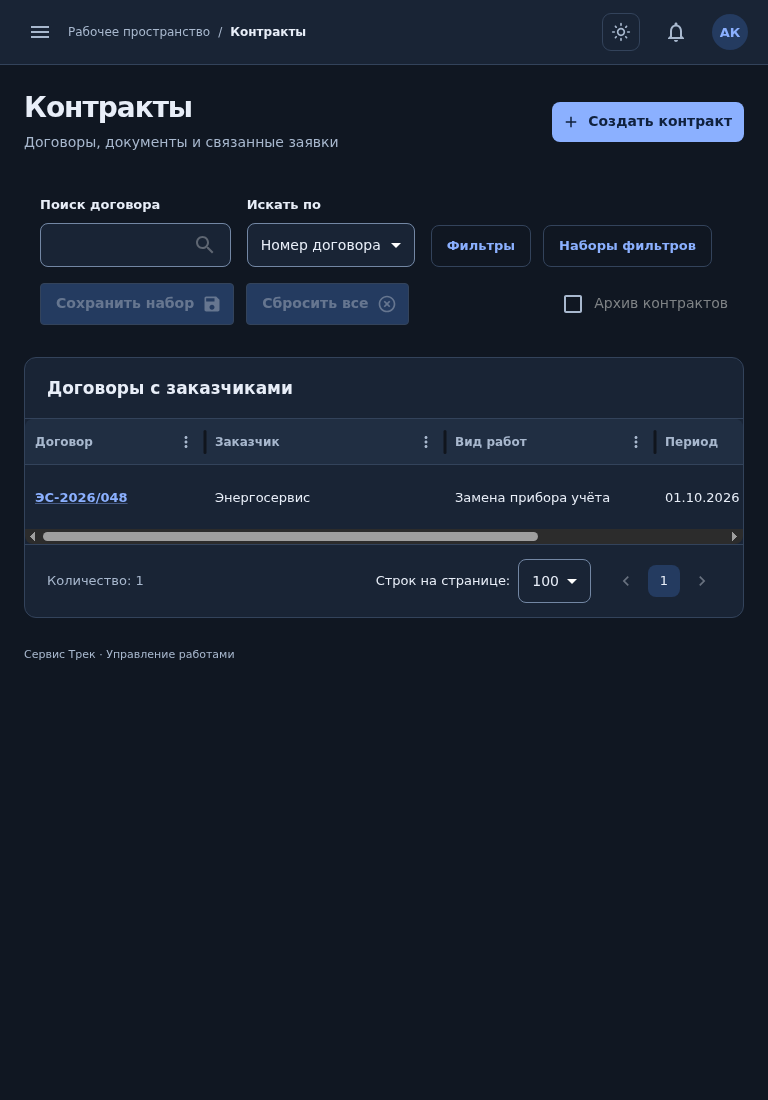 Рабочее пространство / Контракты
АК
Контракты
Договоры, документы и связанные заявки
Создать контракт
Поиск договора
Искать по
Номер договора
Фильтры
Наборы фильтров
Сохранить набор
Сбросить все
Архив контрактов
Договоры с заказчиками
Договор Заказчик Вид работ Период
ЭС-2026/048 Энергосервис Замена прибора учёта 01.10.2026
Количество: 1
Строк на странице: 100
1
Сервис Трек · Управление работами